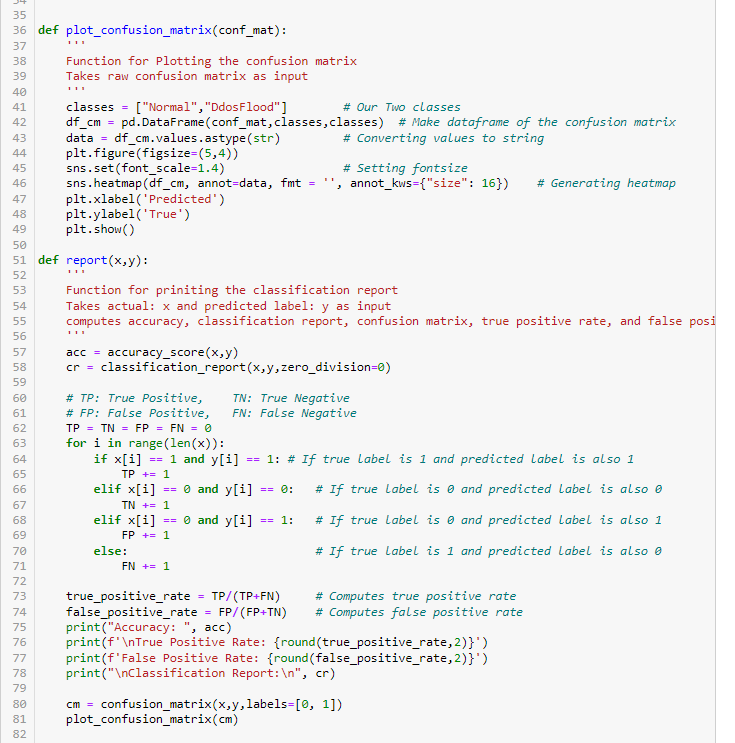 35
36 def plot_confusion_matrix(conf_mat):
37     '''
38     Function for Plotting the confusion matrix
39     Takes raw confusion matrix as input
40     '''
41     classes = ["Normal","DdosFlood"]        # Our Two classes
42     df_cm = pd.DataFrame(conf_mat,classes,classes)  # Make dataframe of the confusion matrix
43     data = df_cm.values.astype(str)         # Converting values to string
44     plt.figure(figsize=(5,4))
45     sns.set(font_scale=1.4)                 # Setting fontsize
46     sns.heatmap(df_cm, annot=data, fmt = '', annot_kws={"size": 16})    # Generating heatmap
47     plt.xlabel('Predicted')
48     plt.ylabel('True')
49     plt.show()
50
51 def report(x,y):
52     '''
53     Function for priniting the classification report
54     Takes actual: x and predicted label: y as input
55     computes accuracy, classification report, confusion matrix, true positive rate, and false posi
56     '''
57     acc = accuracy_score(x,y)
58     cr = classification_report(x,y,zero_division=0)
59
60     # TP: True Positive,    TN: True Negative
61     # FP: False Positive,   FN: False Negative
62     TP = TN = FP = FN = 0
63     for i in range(len(x)):
64         if x[i] == 1 and y[i] == 1: # If true label is 1 and predicted label is also 1
65             TP += 1
66         elif x[i] == 0 and y[i] == 0:   # If true label is 0 and predicted label is also 0
67             TN += 1
68         elif x[i] == 0 and y[i] == 1:   # If true label is 0 and predicted label is also 1
69             FP += 1
70         else:                           # If true label is 1 and predicted label is also 0
71             FN += 1
72
73     true_positive_rate = TP/(TP+FN)     # Computes true positive rate
74     false_positive_rate = FP/(FP+TN)    # Computes false positive rate
75     print("Accuracy: ", acc)
76     print(f'\nTrue Positive Rate: {round(true_positive_rate,2)}')
77     print(f'False Positive Rate: {round(false_positive_rate,2)}')
78     print("\nClassification Report:\n", cr)
79
80     cm = confusion_matrix(x,y,labels=[0, 1])
81     plot_confusion_matrix(cm)
82